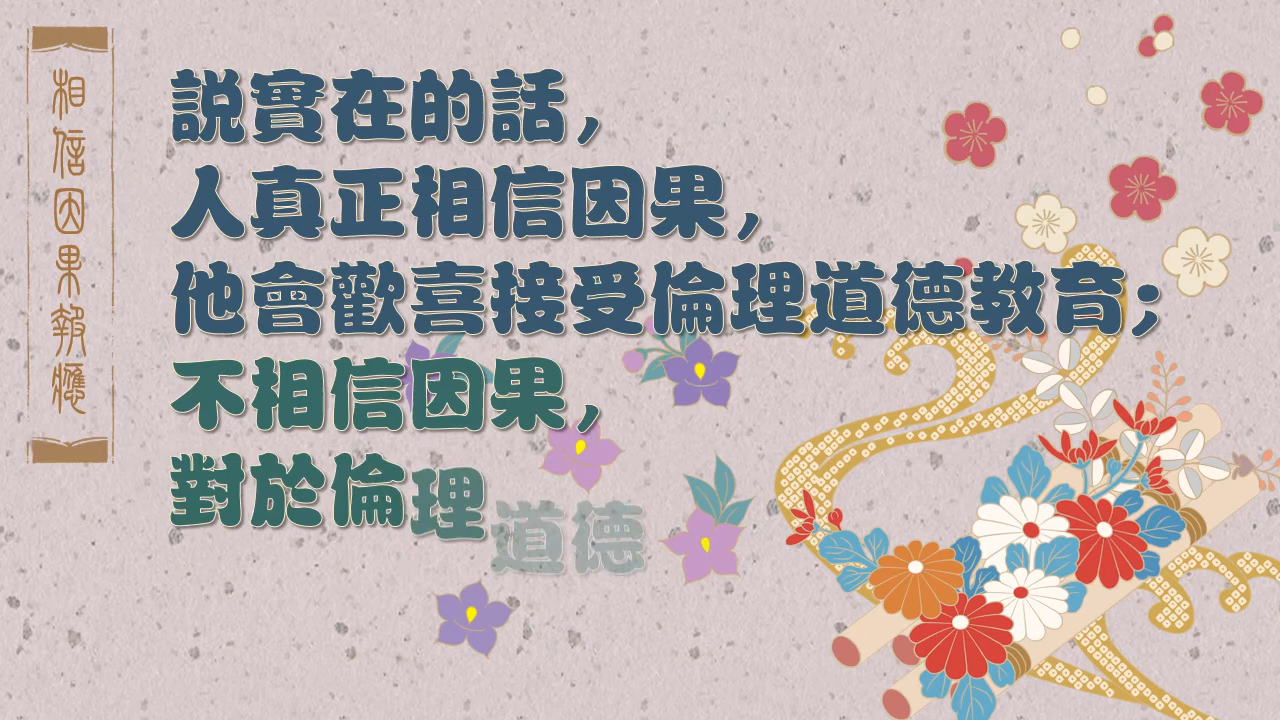 相信因果報應
説實在的話，
人真正相信因果，
他會歡喜接受倫理道德教育；
不相信因果，
對於倫理道德